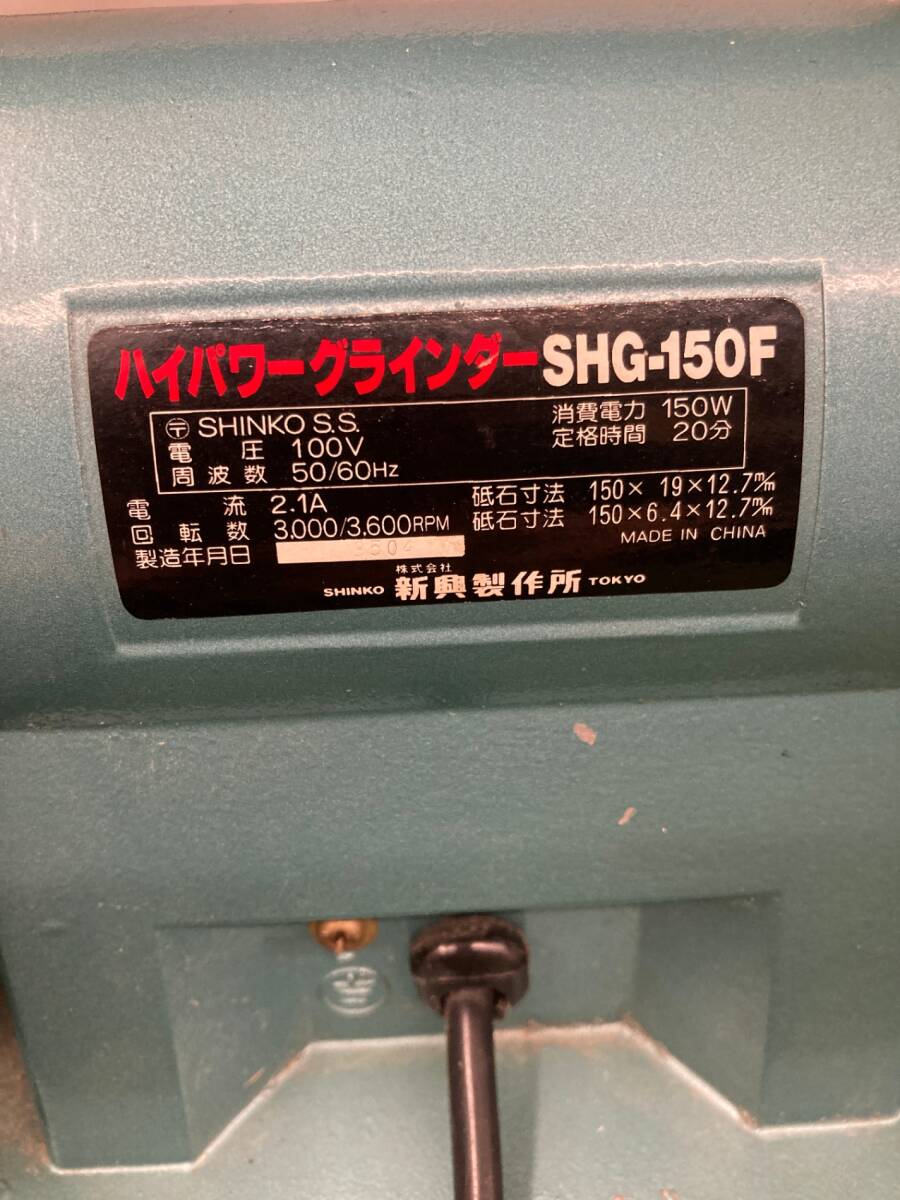 ハイパワーグラインダー SHG-150F
〒 SHINKO S.S. 消費電力 150W
電圧 100V 定格時間 20分
周波数 50/60Hz
電流 2.1A 砥石寸法 150× 19×12.7m/m
回転数 3,000/3,600RPM 砥石寸法 150×6.4×12.7m/m
製造年月日 MADE IN CHINA
株式会社
SHINKO 新興製作所 TOKYO